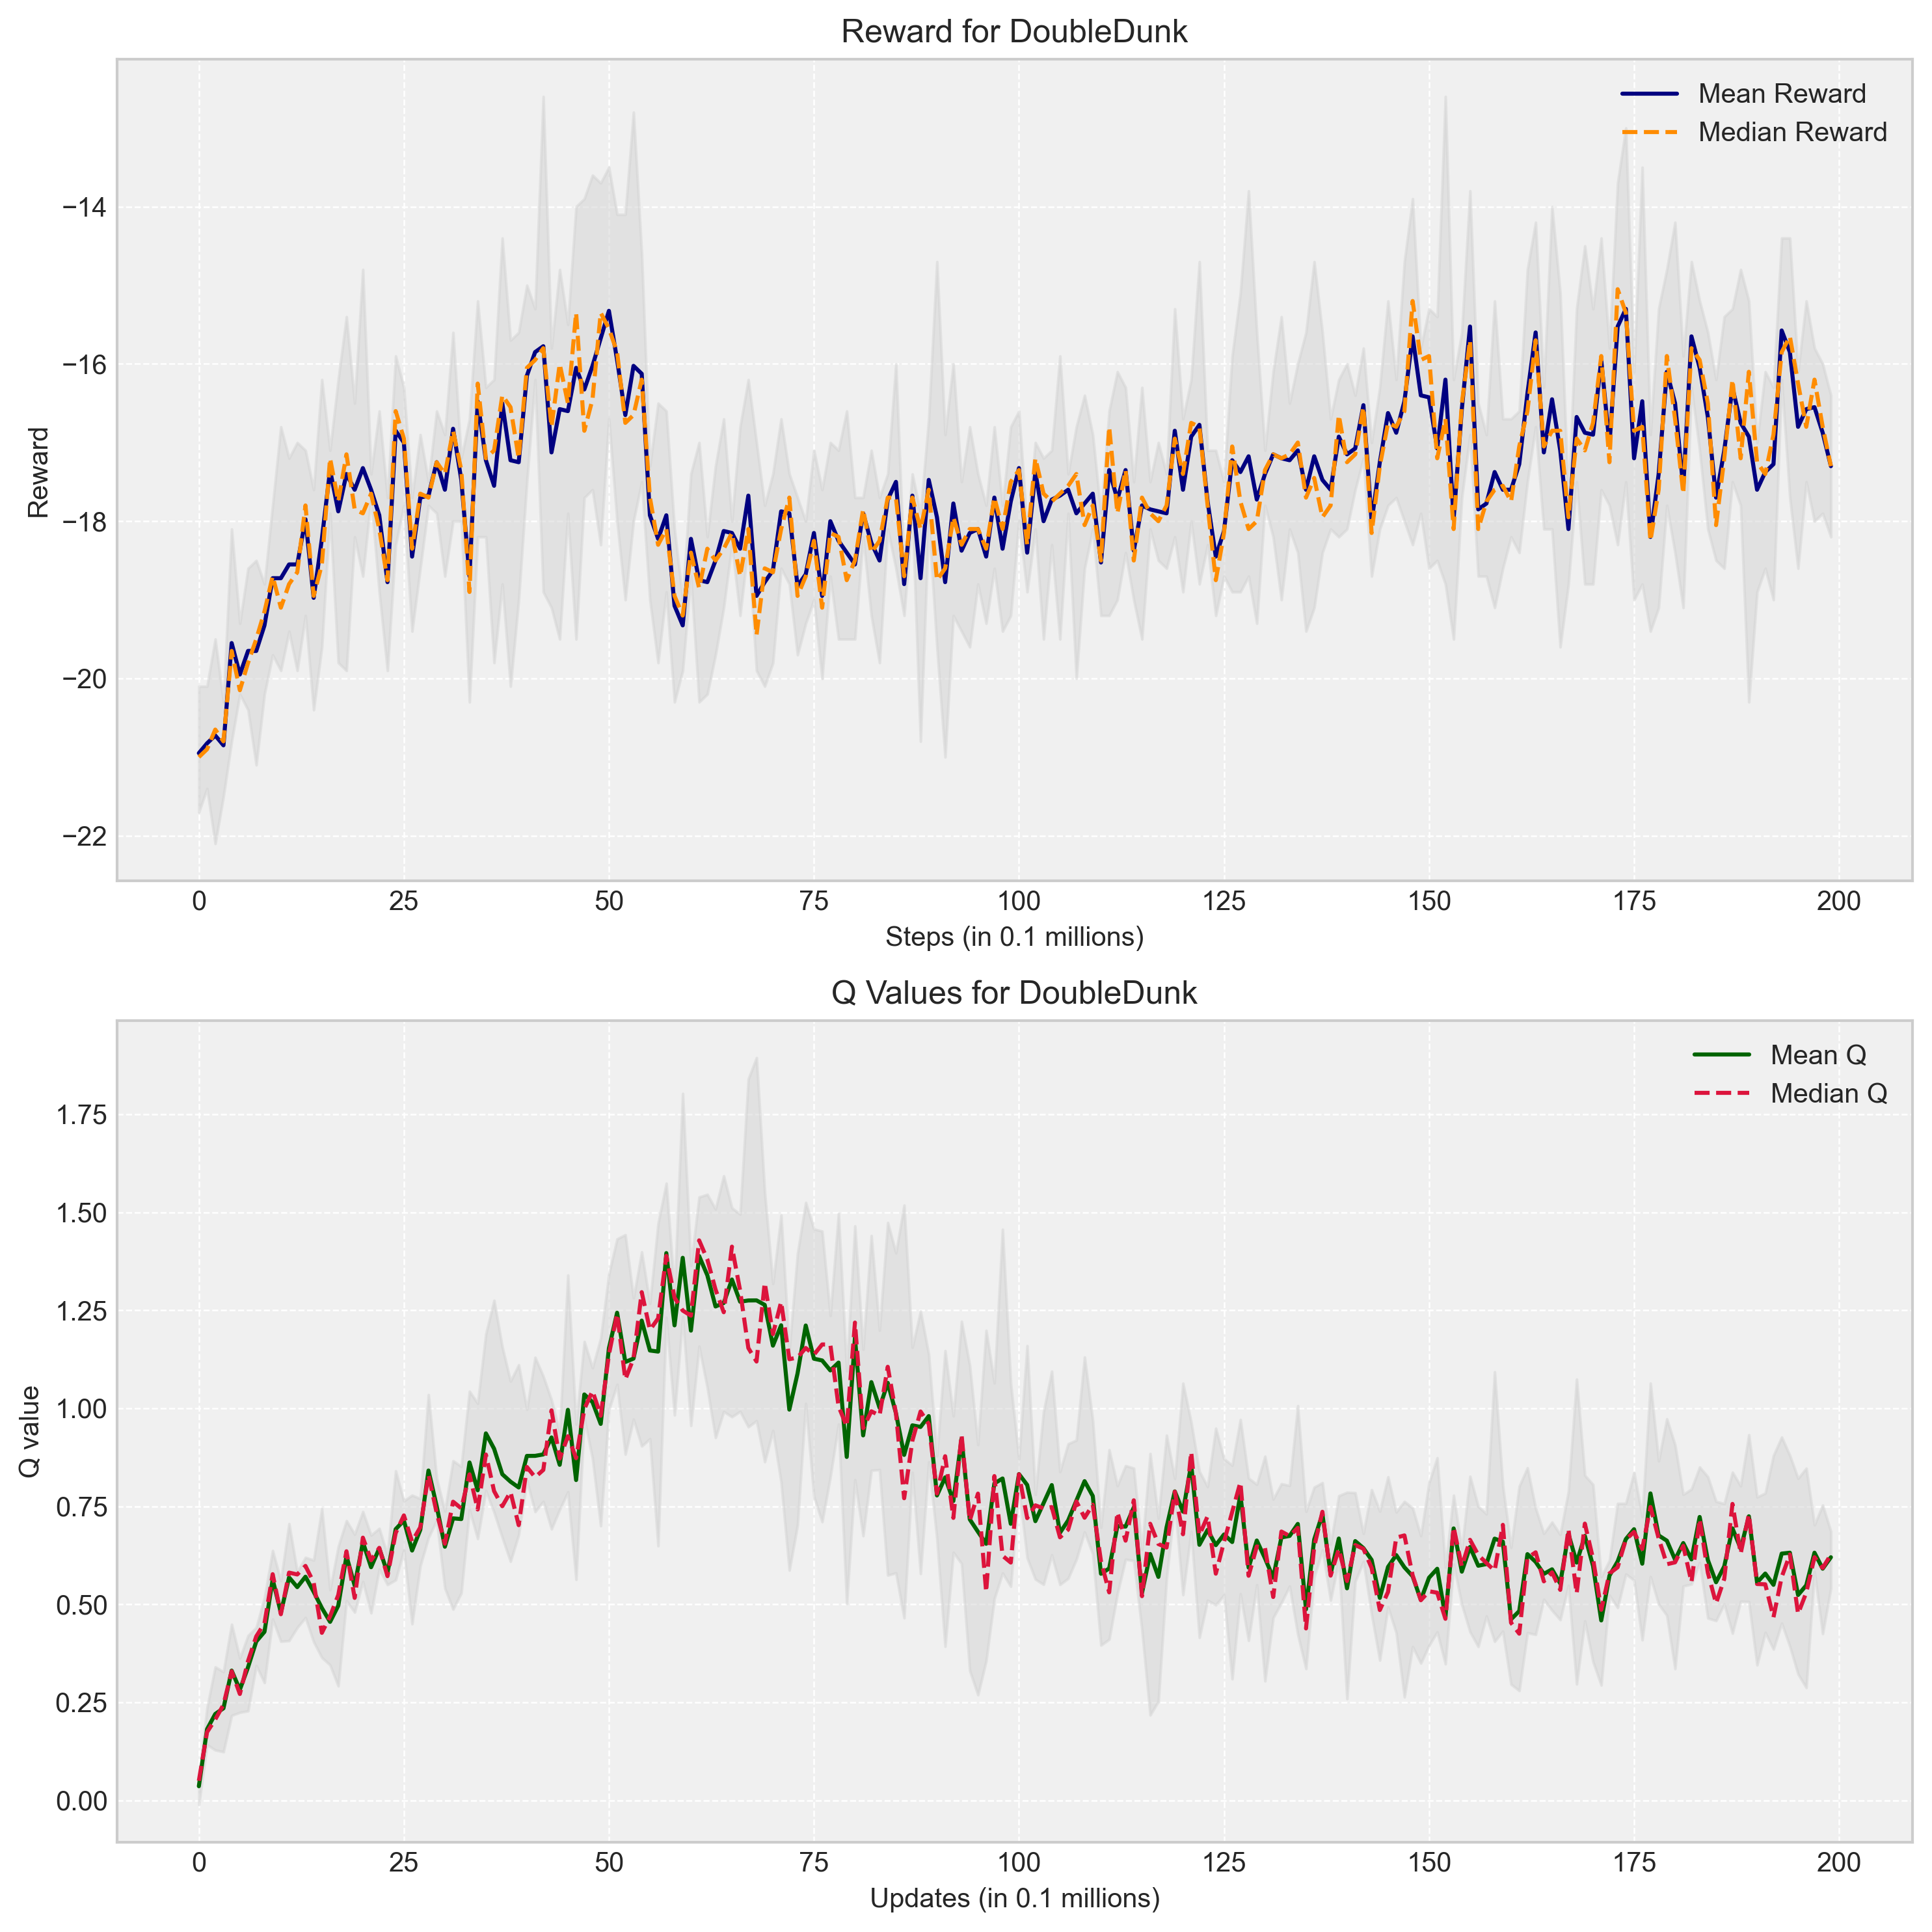 Reward for DoubleDunk
Mean Reward
Median Reward
−14
−16
−18
−20
−22
Reward
0 25 50 75 100 125 150 175 200
Steps (in 0.1 millions)
Q Values for DoubleDunk
Mean Q
Median Q
1.75
1.50
1.25
1.00
0.75
0.50
0.25
0.00
Q value
0 25 50 75 100 125 150 175 200
Updates (in 0.1 millions)